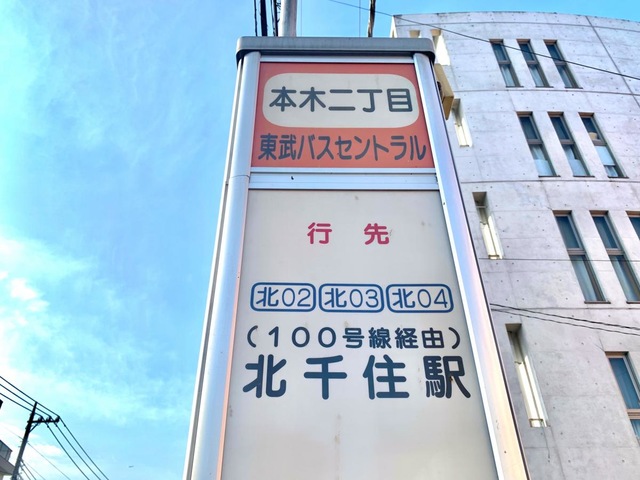 本木二丁目
東武バスセントラル
行先
北02 北03 北04
(100号線経由)
北千住駅